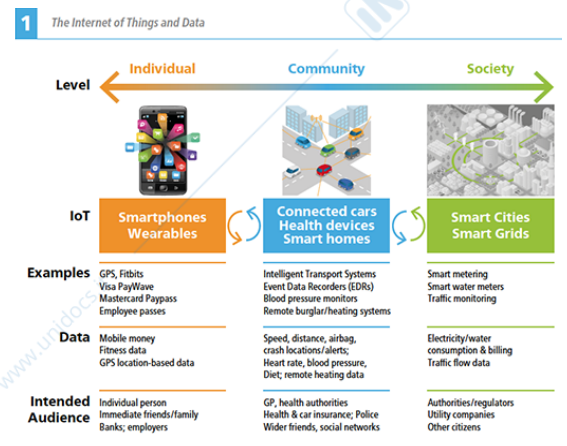 1 The Internet of Things and Data
Individual Community Society
Level
IoT
Smartphones
Wearables
Connected cars
Health devices
Smart homes
Smart Cities
Smart Grids
Examples
GPS, Fitbits
Visa PayWave
Mastercard Paypass
Employee passes
Intelligent Transport Systems
Event Data Recorders (EDRs)
Blood pressure monitors
Remote burglar/heating systems
Smart metering
Smart water meters
Traffic monitoring
Data
Mobile money
Fitness data
GPS location-based data
Speed, distance, airbag,
crash locations/alerts;
Heart rate, blood pressure,
Diet; remote heating data
Electricity/water
consumption & billing
Traffic flow data
Intended
Audience
Individual person
Immediate friends/family
Banks; employers
GP, health authorities
Health & car insurance; Police
Wider friends, social networks
Authorities/regulators
Utility companies
Other citizens